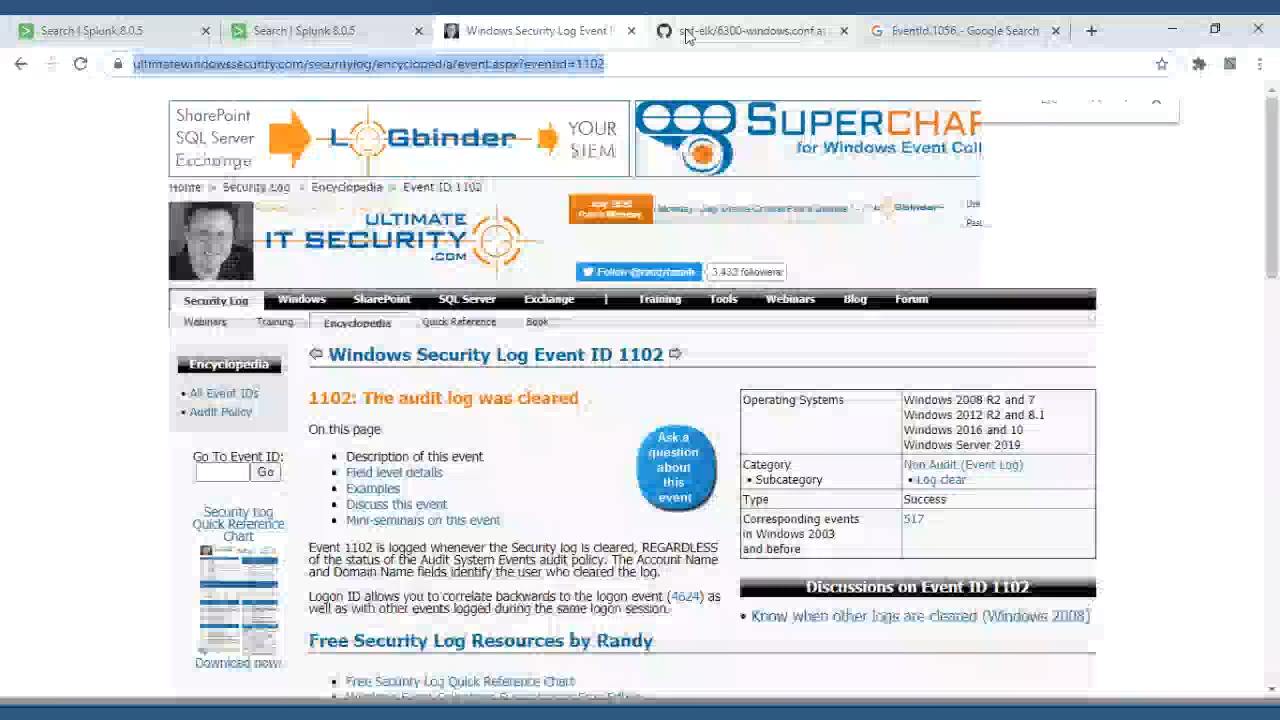 Search | Splunk 8.0.5
Search | Splunk 8.0.5
Windows Security Log Event I
sof-elk/6300-windows.conf at
EventId 1056 - Google Search
ultimatewindowssecurity.com/securitylog/encyclopedia/event.aspx?eventid=1102
SharePoint
SQL Server
Exchange
LOGbinder
YOUR
SIEM
SUPERCHAR
for Windows Event Coll
Home > Security Log > Encyclopedia > Event ID 1102
ULTIMATE
IT SECURITY
.COM
Patch Monday
LOGbinder
Follow @randyfsmith
3,433 followers
Security Log
Windows
SharePoint
SQL Server
Exchange
|
Training
Tools
Webinars
Blog
Forum
Webinars
Training
Encyclopedia
Quick Reference
Book
Encyclopedia
• All Event IDs
• Audit Policy
Go To Event ID:
Go
Security Log
Quick Reference
Chart
Download now!
Windows Security Log Event ID 1102
1102: The audit log was cleared
On this page
Description of this event
Field level details
Examples
Discuss this event
Mini-seminars on this event
Ask a
question
about
this
event
Event 1102 is logged whenever the Security log is cleared, REGARDLESS
of the status of the Audit System Events audit policy. The Account Name
and Domain Name fields identify the user who cleared the log.
Logon ID allows you to correlate backwards to the logon event (4624) as
well as with other events logged during the same logon session.
Free Security Log Resources by Randy
Free Security Log Quick Reference Chart
Operating Systems
Windows 2008 R2 and 7
Windows 2012 R2 and 8.1
Windows 2016 and 10
Windows Server 2019
Category
• Subcategory
Non Audit (Event Log)
• Log clear
Type
Success
Corresponding events
in Windows 2003
and before
517
Discussions on Event ID 1102
• Know when other logs are cleared (Windows 2008)